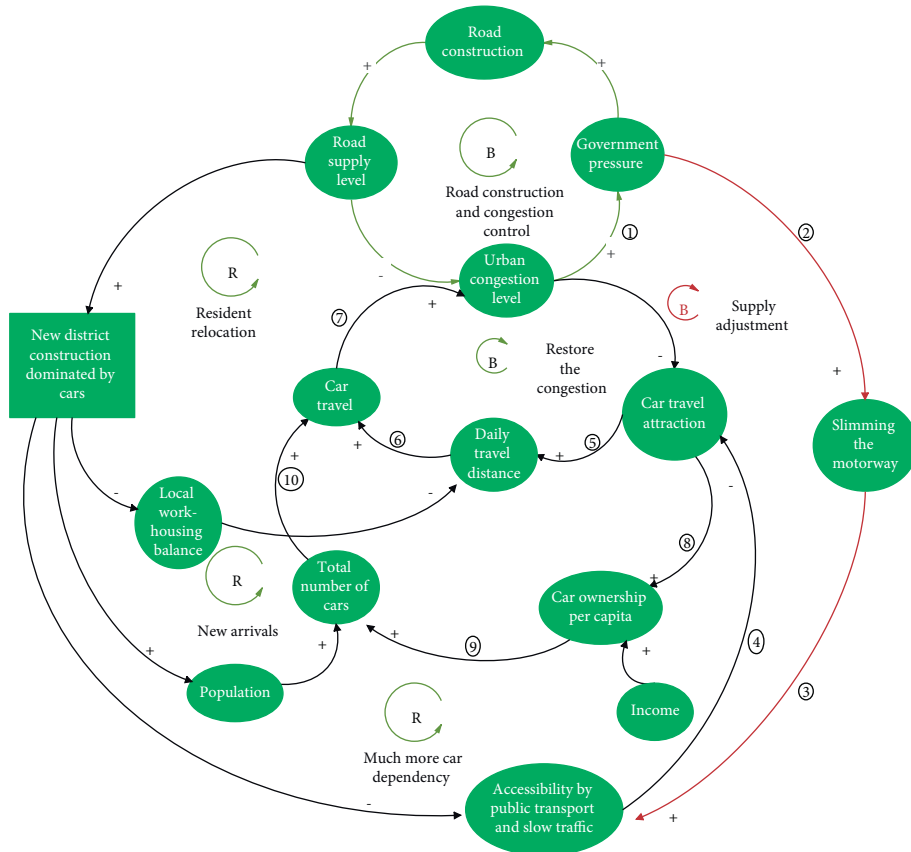 Road
construction
+
+
Road
supply
level
Government
pressure
B
Road construction
and congestion
control
①
②
R
Resident
relocation
-
+
Urban
congestion
level
+
+
⑦
B
Supply
adjustment
New district
construction
dominated by
cars
B
Restore
the
congestion
-
+
Car
travel
Car travel
attraction
Slimming
the
motorway
⑥
⑤
Daily
travel
distance
+
+
+
⑩
-
-
-
Local
work-
housing
balance
⑧
R
Total
number of
cars
+
Car ownership
per capita
New arrivals
+
+
+
⑨
+
④
Population
R
Income
③
Much more car
dependency
-
Accessibility by
public transport
and slow traffic
+